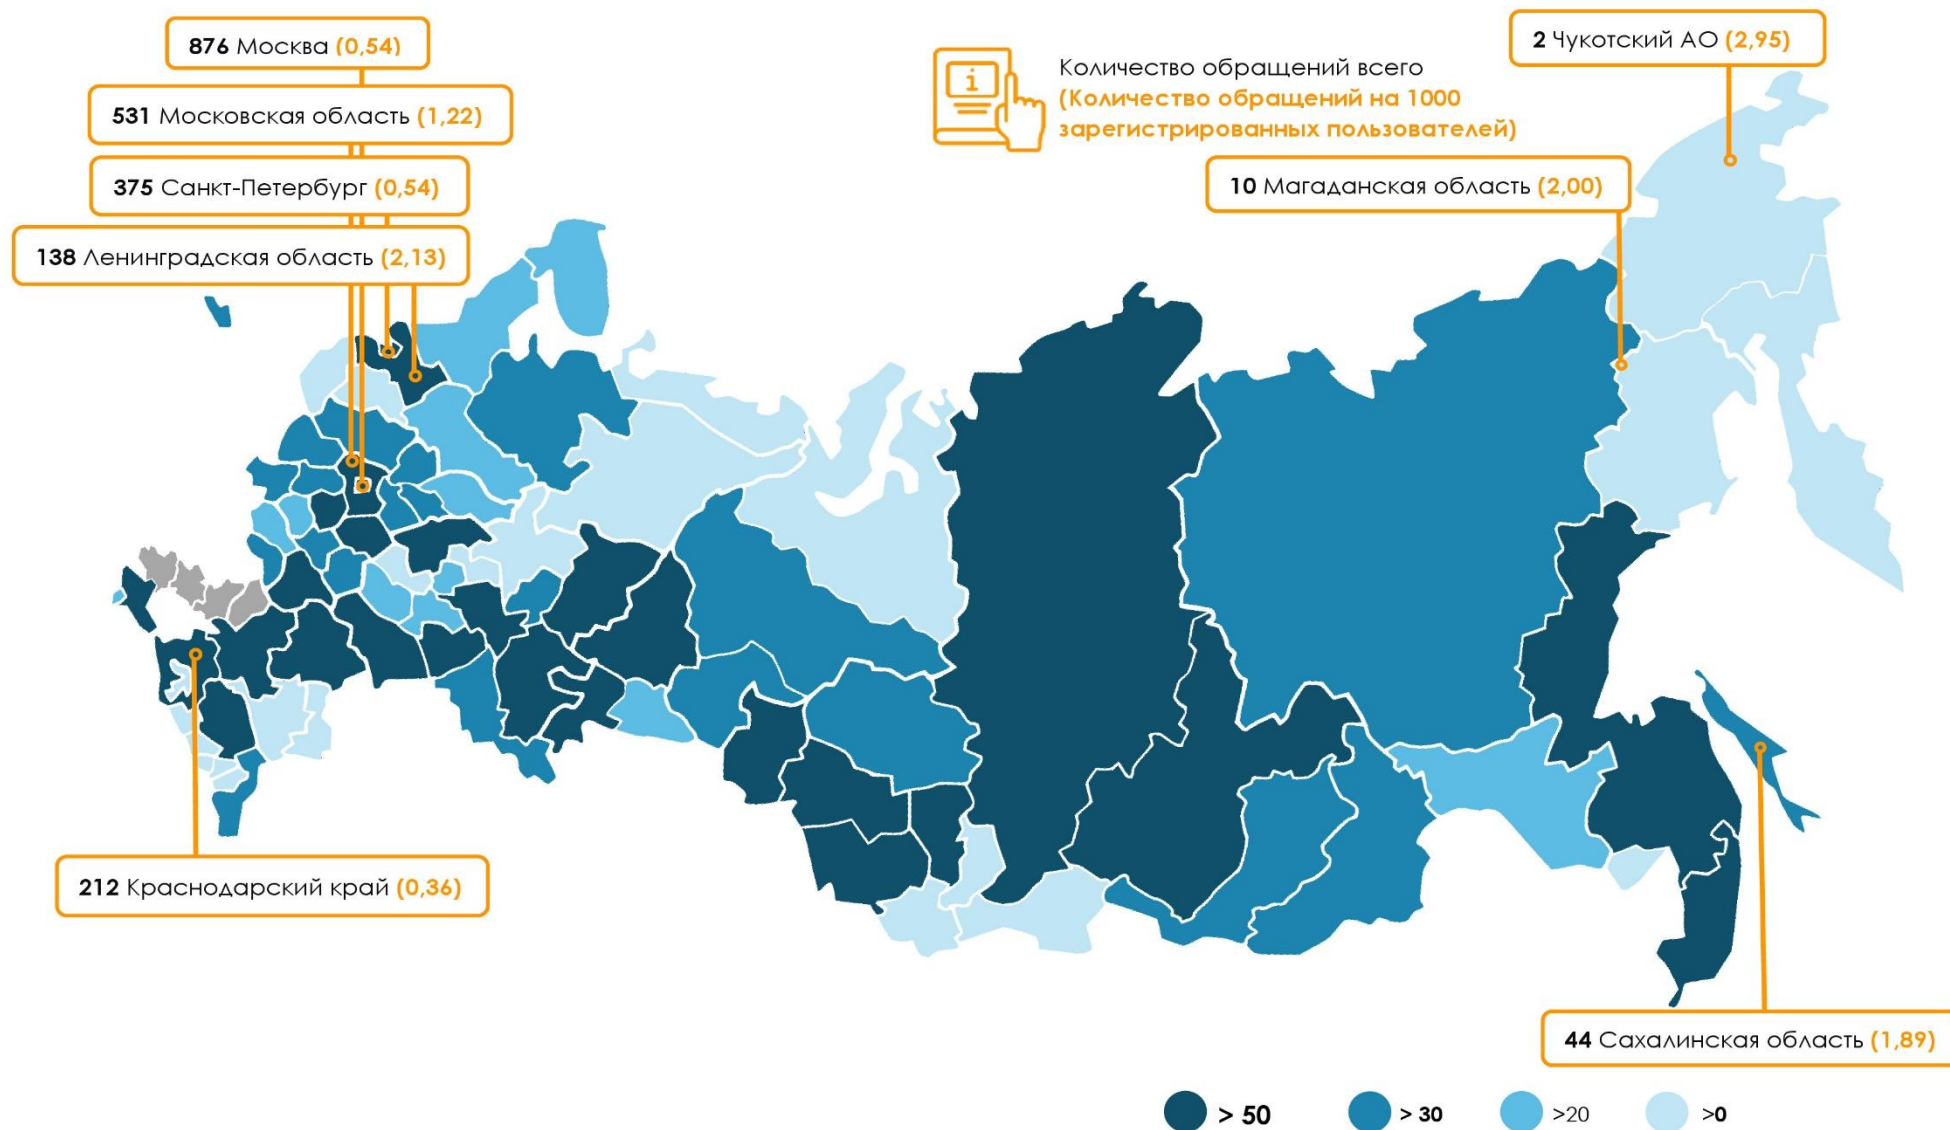 876 Москва (0,54)
531 Московская область (1,22)
375 Санкт-Петербург (0,54)
138 Ленинградская область (2,13)
i
Количество обращений всего
(Количество обращений на 1000
зарегистрированных пользователей)
2 Чукотский АО (2,95)
10 Магаданская область (2,00)
212 Краснодарский край (0,36)
44 Сахалинская область (1,89)
> 50
> 30
>20
>0